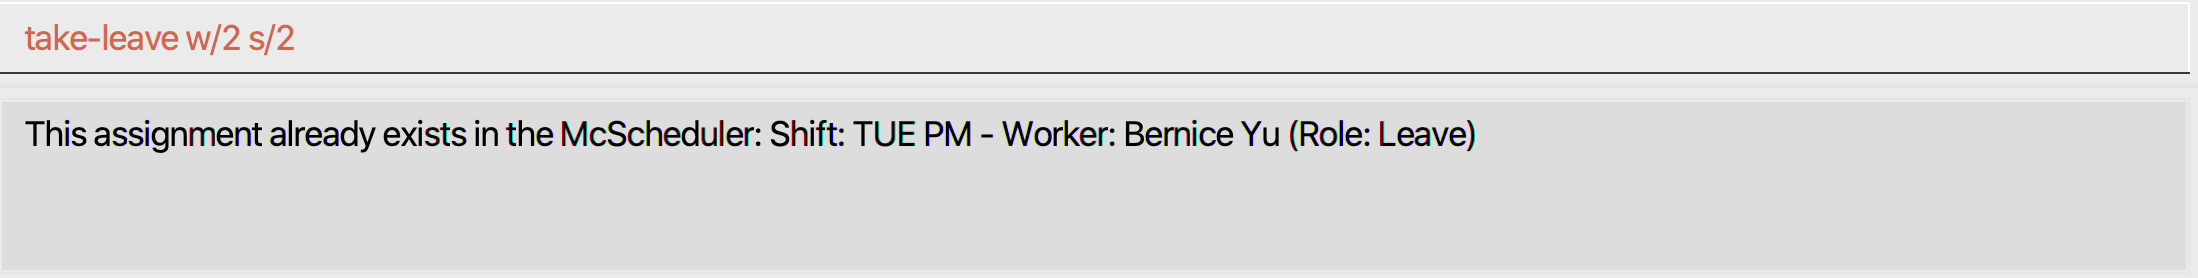 take-leave w/2 s/2
This assignment already exists in the McScheduler: Shift: TUE PM - Worker: Bernice Yu (Role: Leave)